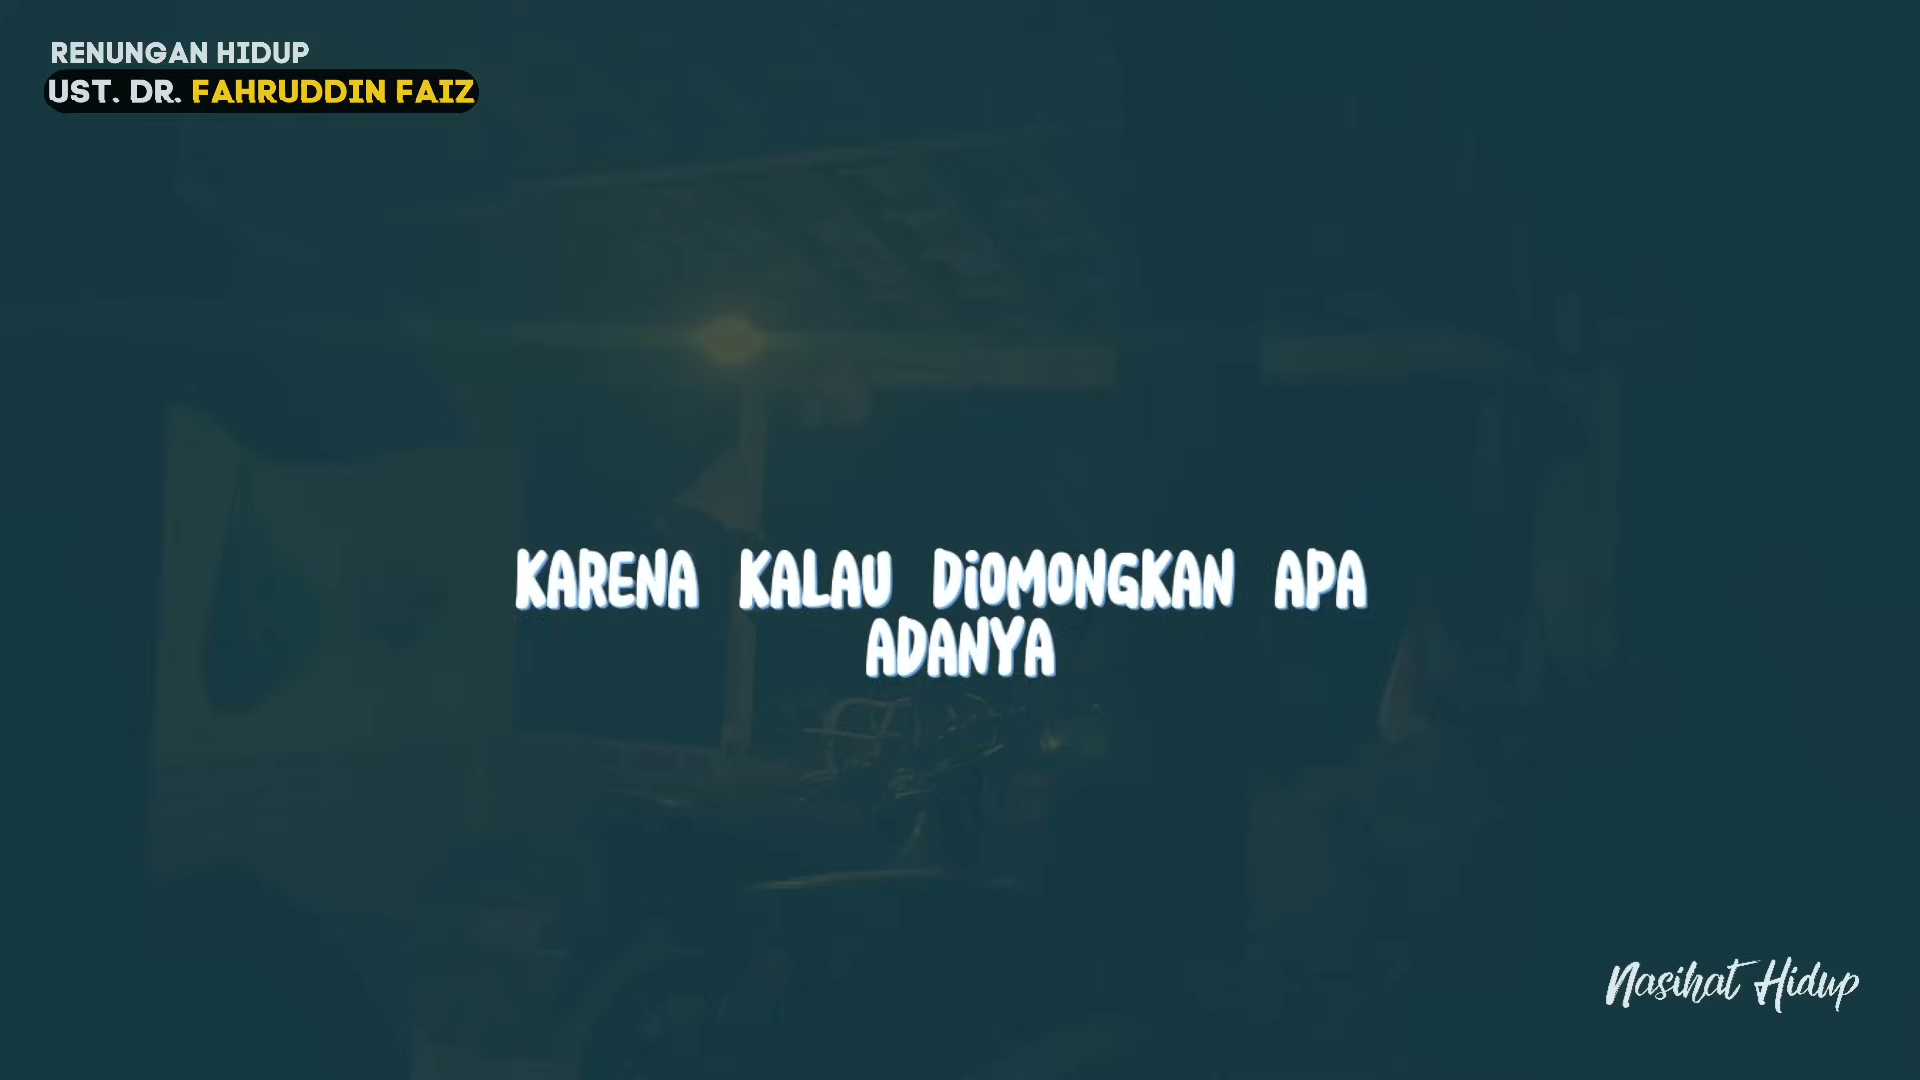 RENUNGAN HIDUP
UST. DR. FAHRUDDIN FAIZ
KARENA KALAU DIOMONGKAN APA
ADANYA
Nasihat Hidup